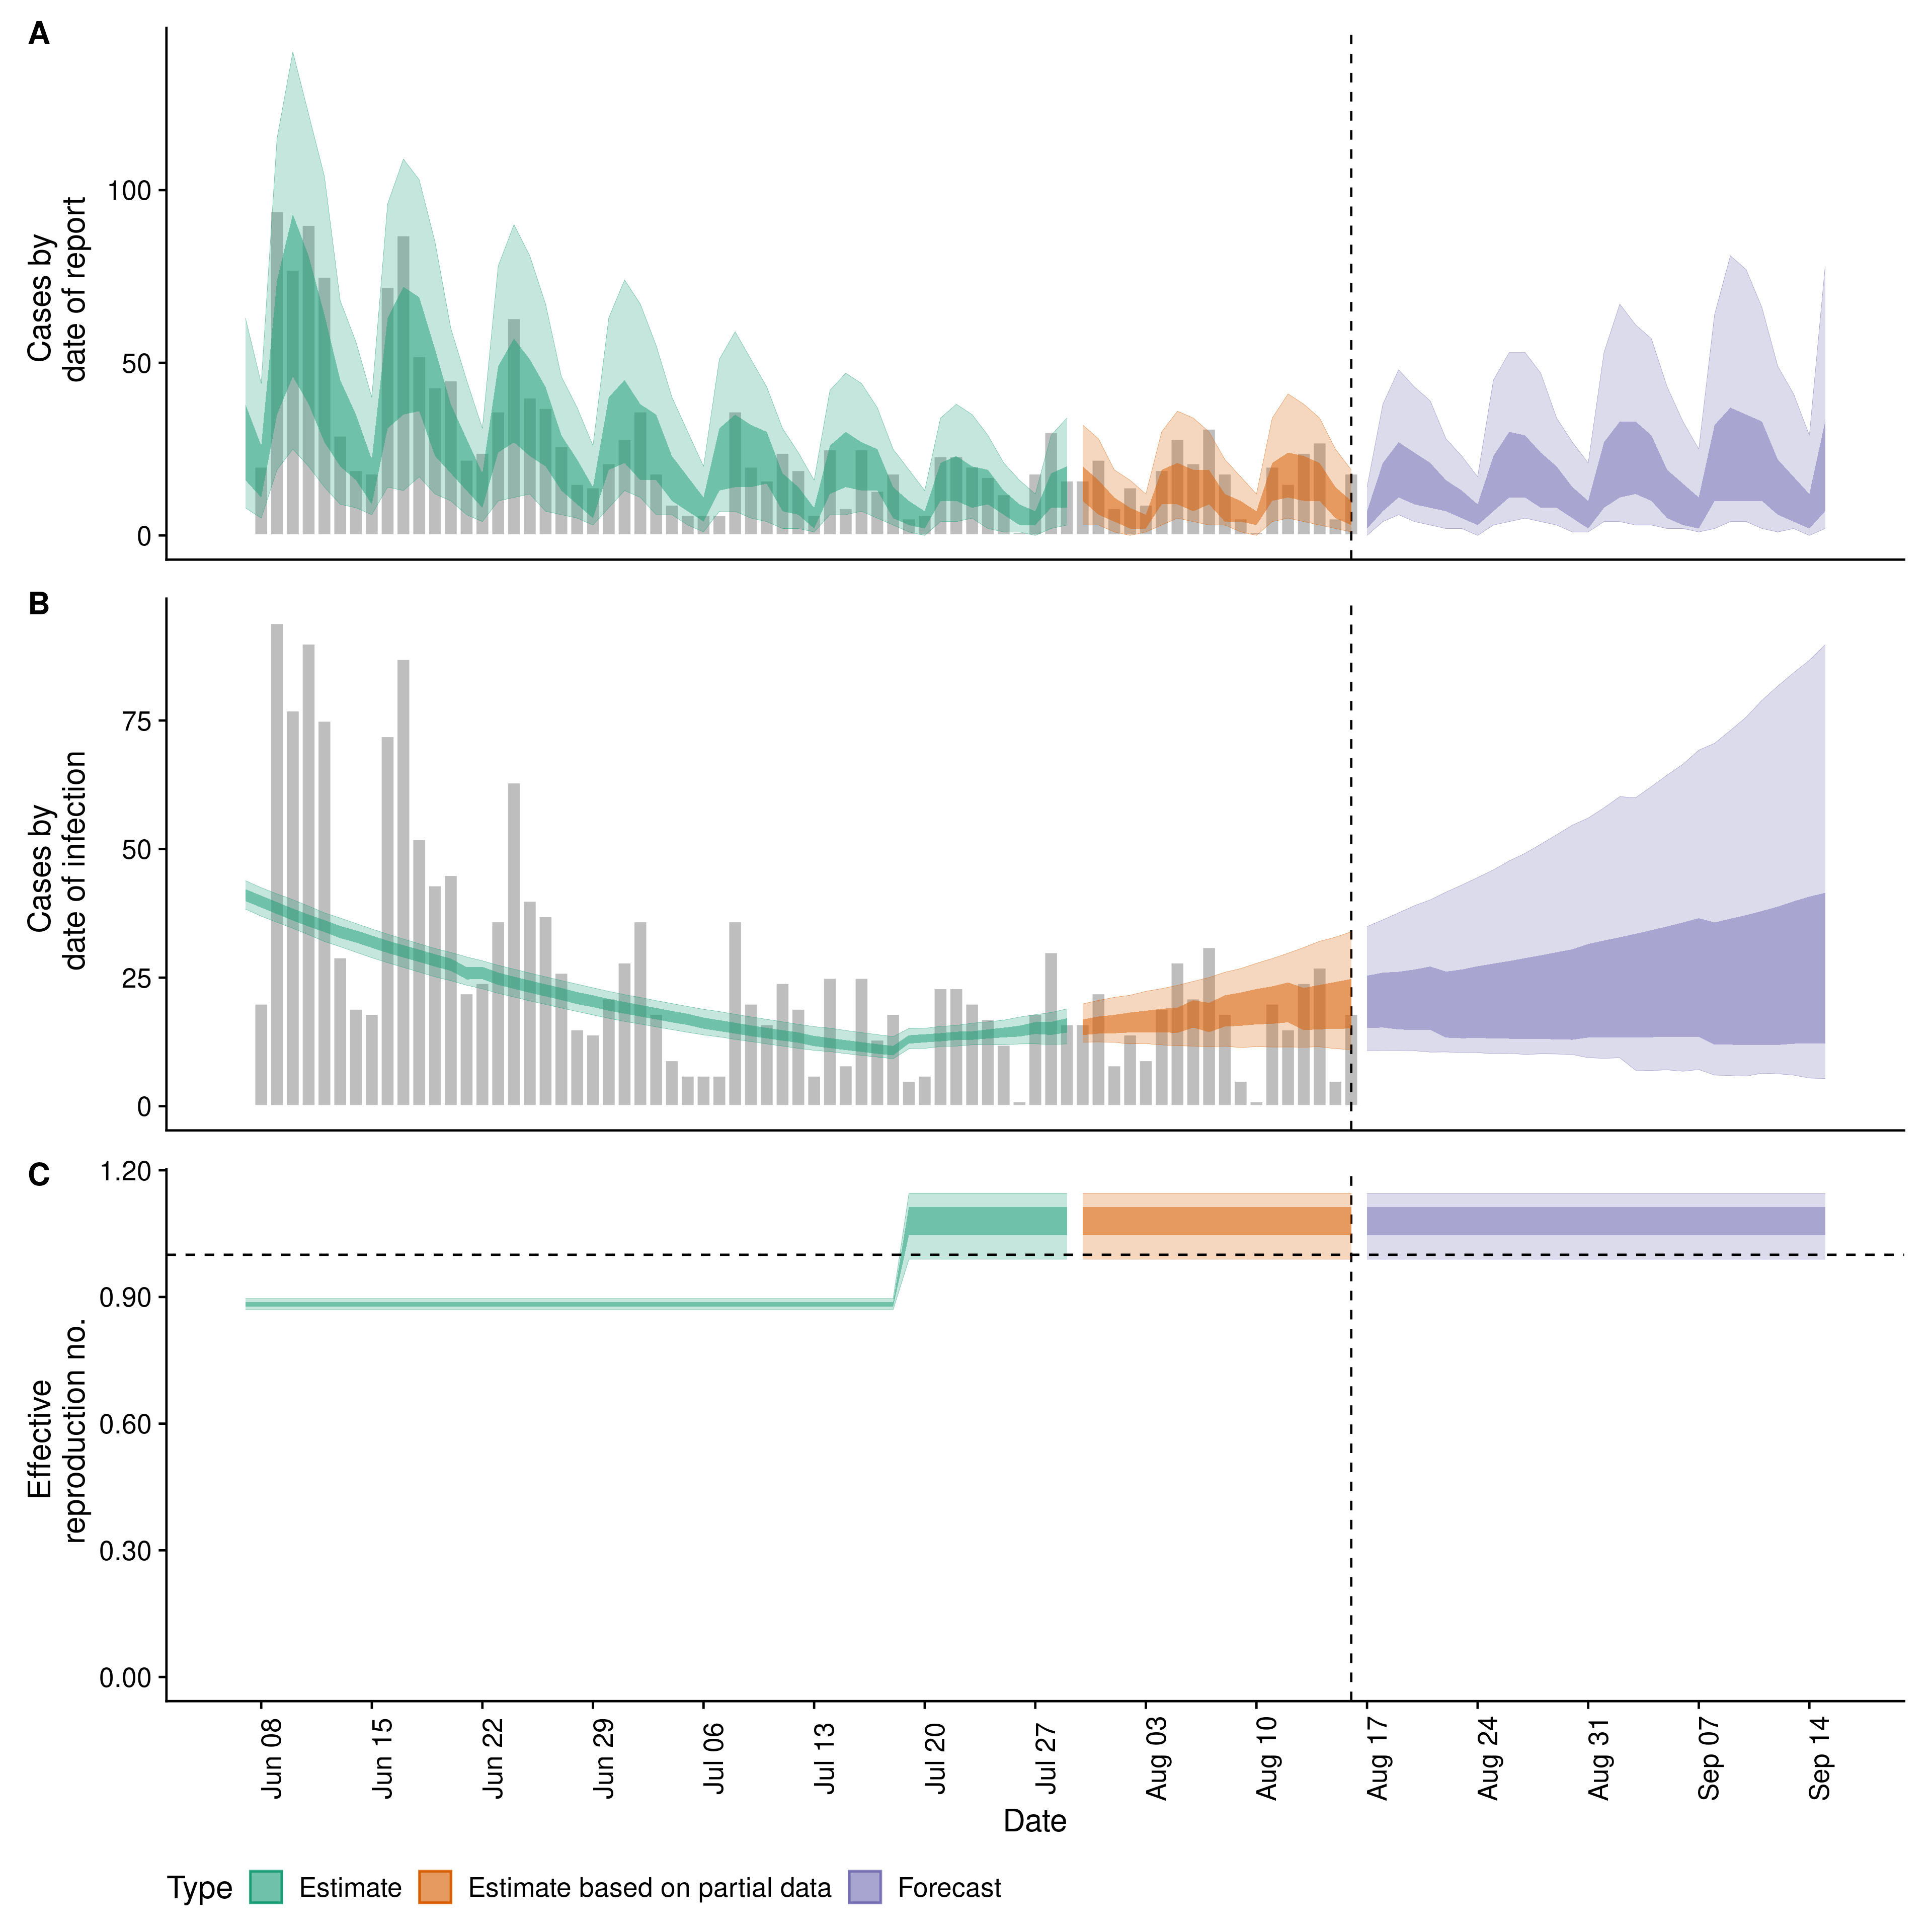 A
Cases by
date of report
100
50
0
B
Cases by
date of infection
75
50
25
0
C
Effective
reproduction no.
1.20
0.90
0.60
0.30
0.00
Jun 08
Jun 15
Jun 22
Jun 29
Jul 06
Jul 13
Jul 20
Jul 27
Aug 03
Aug 10
Aug 17
Aug 24
Aug 31
Sep 07
Sep 14
Date
Type Estimate Estimate based on partial data Forecast